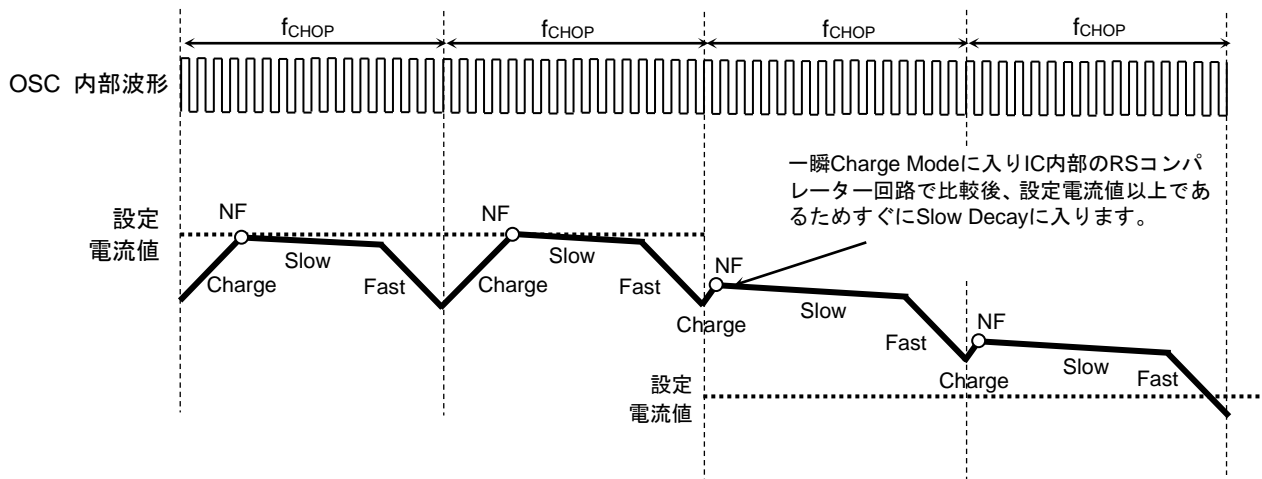 fCHOP fCHOP fCHOP fCHOP
OSC 内部波形
一瞬Charge Modeに入りIC内部のRSコンパ
レーター回路で比較後、設定電流値以上であ
るためすぐにSlow Decayに入ります。
設定
電流値
NF
Charge
Slow
Fast
NF
Charge
Slow
Fast
NF
Charge
Slow
Fast
NF
Charge
Slow
Fast
設定
電流値